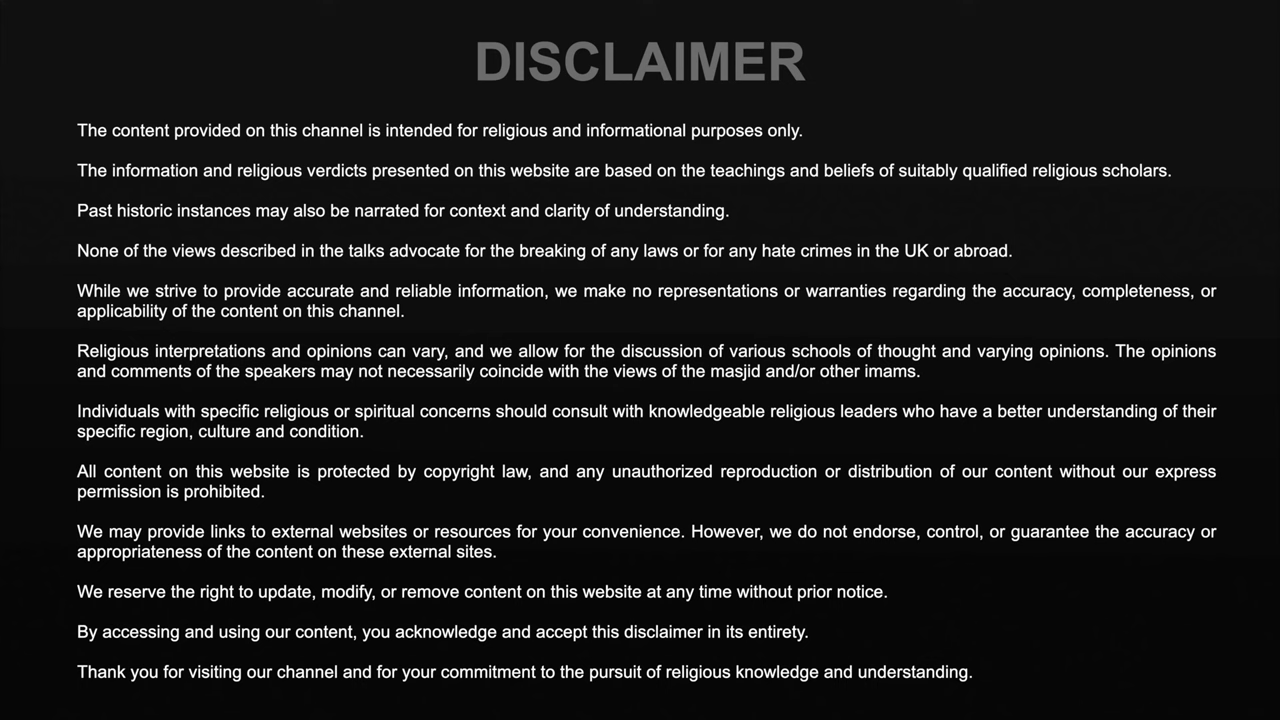 DISCLAIMER
The content provided on this channel is intended for religious and informational purposes only.
The information and religious verdicts presented on this website are based on the teachings and beliefs of suitably qualified religious scholars.
Past historic instances may also be narrated for context and clarity of understanding.
None of the views described in the talks advocate for the breaking of any laws or for any hate crimes in the UK or abroad.
While we strive to provide accurate and reliable information, we make no representations or warranties regarding the accuracy, completeness, or
applicability of the content on this channel.
Religious interpretations and opinions can vary, and we allow for the discussion of various schools of thought and varying opinions. The opinions
and comments of the speakers may not necessarily coincide with the views of the masjid and/or other imams.
Individuals with specific religious or spiritual concerns should consult with knowledgeable religious leaders who have a better understanding of their
specific region, culture and condition.
All content on this website is protected by copyright law, and any unauthorized reproduction or distribution of our content without our express
permission is prohibited.
We may provide links to external websites or resources for your convenience. However, we do not endorse, control, or guarantee the accuracy or
appropriateness of the content on these external sites.
We reserve the right to update, modify, or remove content on this website at any time without prior notice.
By accessing and using our content, you acknowledge and accept this disclaimer in its entirety.
Thank you for visiting our channel and for your commitment to the pursuit of religious knowledge and understanding.